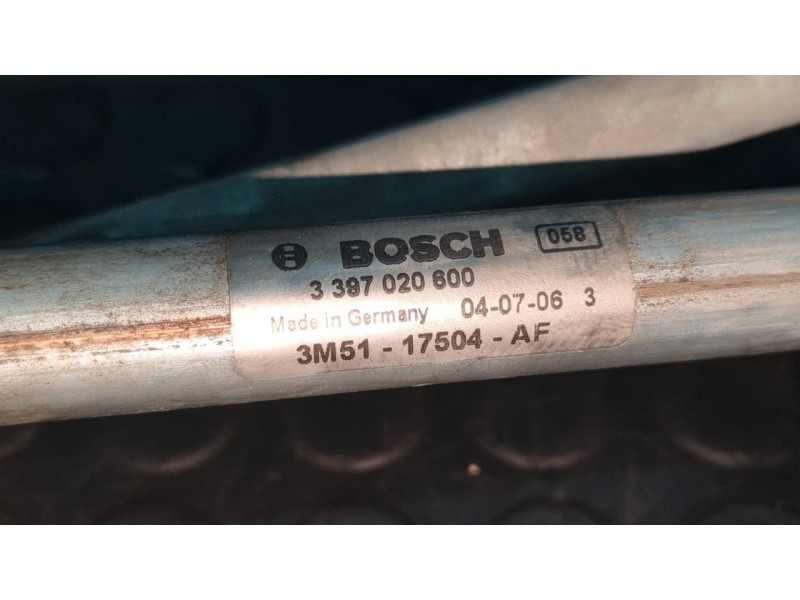 BOSCH 058
3 397 020 600
Made in Germany 04-07-06 3
3M51 - 17504 - AF